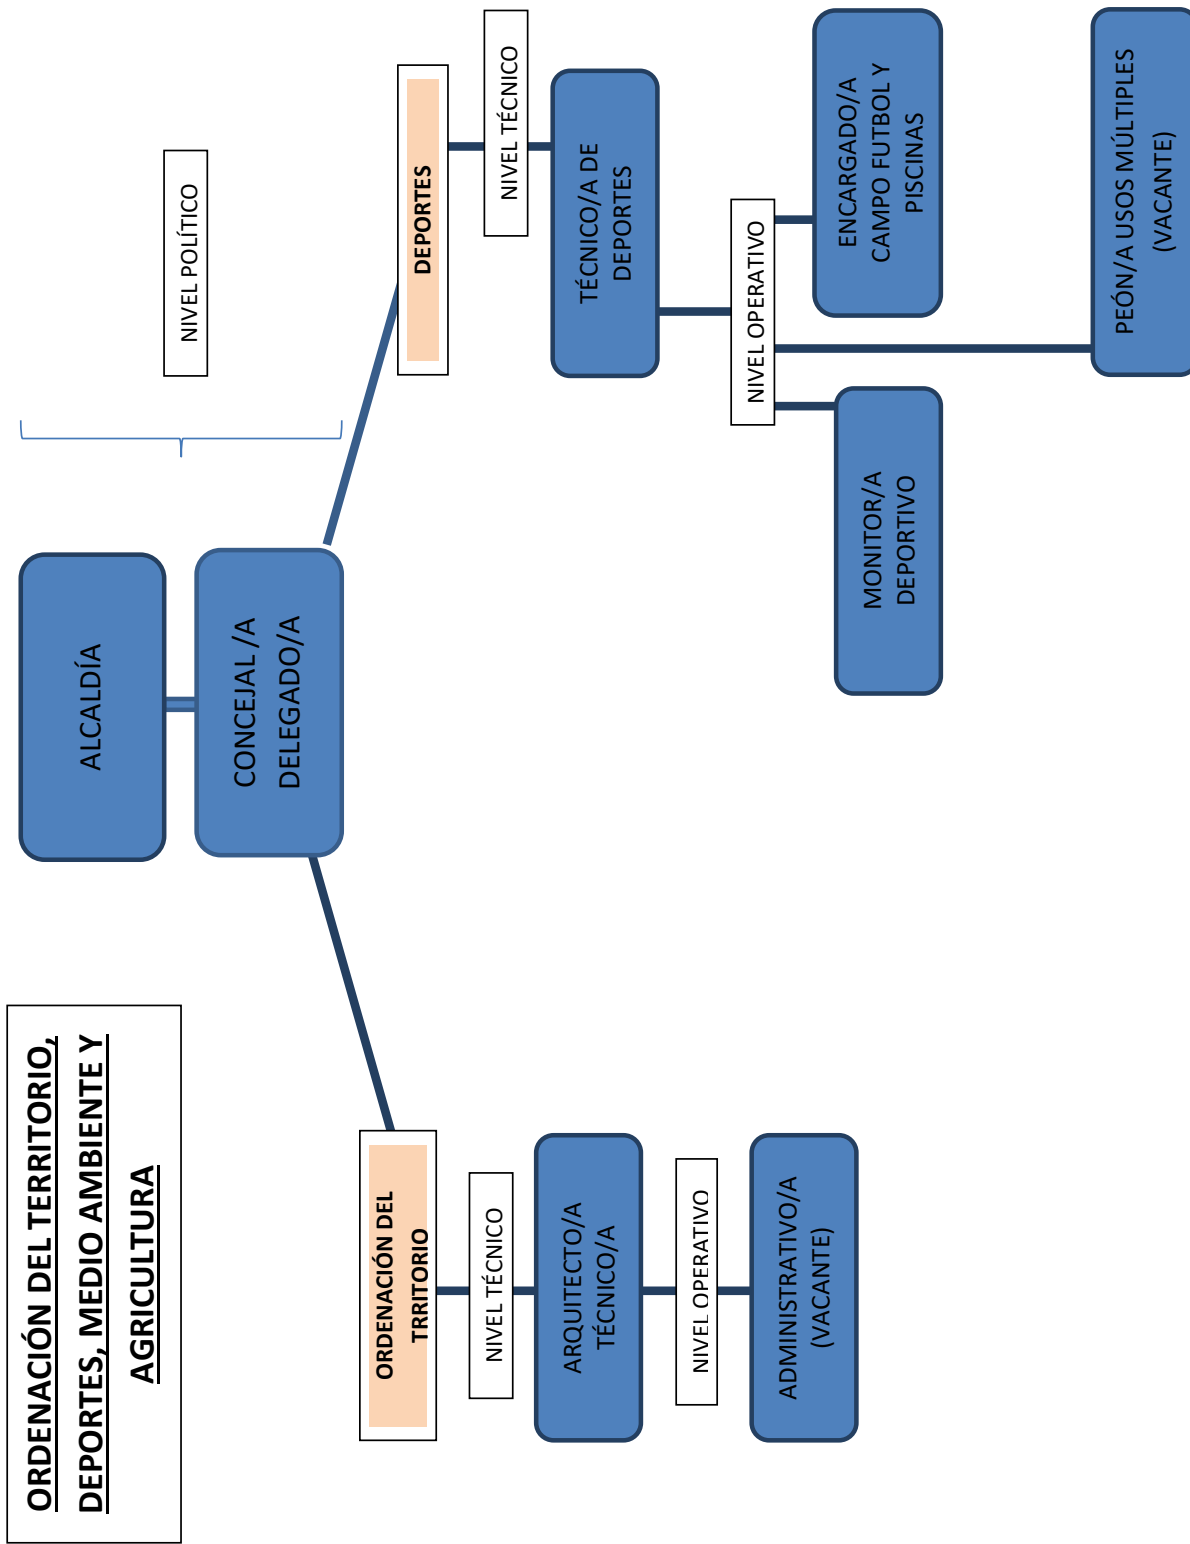 ORDENACIÓN DEL TERRITORIO,
DEPORTES, MEDIO AMBIENTE Y
AGRICULTURA
ALCALDÍA
CONCEJAL /A
DELEGADO/A
NIVEL POLÍTICO
ORDENACIÓN DEL
TRRITORIO
NIVEL TÉCNICO
ARQUITECTO/A
TÉCNICO/A
NIVEL OPERATIVO
ADMINISTRATIVO/A
(VACANTE)
DEPORTES
NIVEL TÉCNICO
TÉCNICO/A DE
DEPORTES
NIVEL OPERATIVO
MONITOR/A
DEPORTIVO
ENCARGADO/A
CAMPO FUTBOL Y
PISCINAS
PEÓN/A USOS MÚLTIPLES
(VACANTE)